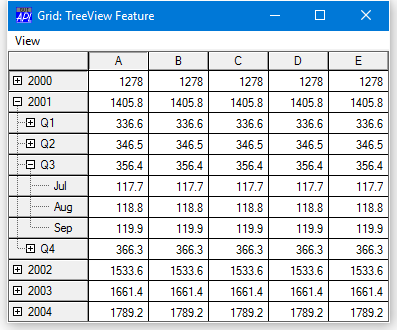 APL Grid: TreeView Feature
View
A B C D E
2000 1278 1278 1278 1278 1278
2001 1405.8 1405.8 1405.8 1405.8 1405.8
Q1 336.6 336.6 336.6 336.6 336.6
Q2 346.5 346.5 346.5 346.5 346.5
Q3 356.4 356.4 356.4 356.4 356.4
Jul 117.7 117.7 117.7 117.7 117.7
Aug 118.8 118.8 118.8 118.8 118.8
Sep 119.9 119.9 119.9 119.9 119.9
Q4 366.3 366.3 366.3 366.3 366.3
2002 1533.6 1533.6 1533.6 1533.6 1533.6
2003 1661.4 1661.4 1661.4 1661.4 1661.4
2004 1789.2 1789.2 1789.2 1789.2 1789.2